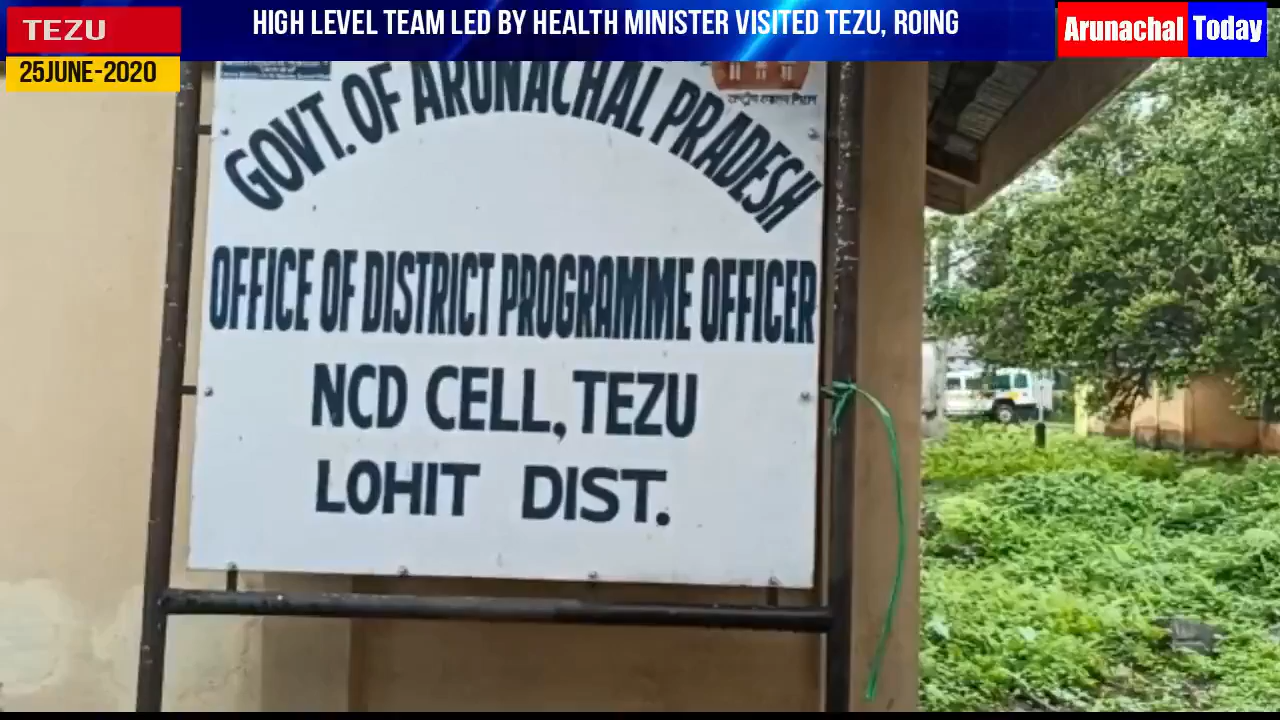 TEZU
HIGH LEVEL TEAM LED BY HEALTH MINISTER VISITED TEZU, ROING
Arunachal Today
25JUNE-2020
GOVT. OF ARUNACHAL PRADESH
OFFICE OF DISTRICT PROGRAMME OFFICER
NCD CELL, TEZU
LOHIT DIST.